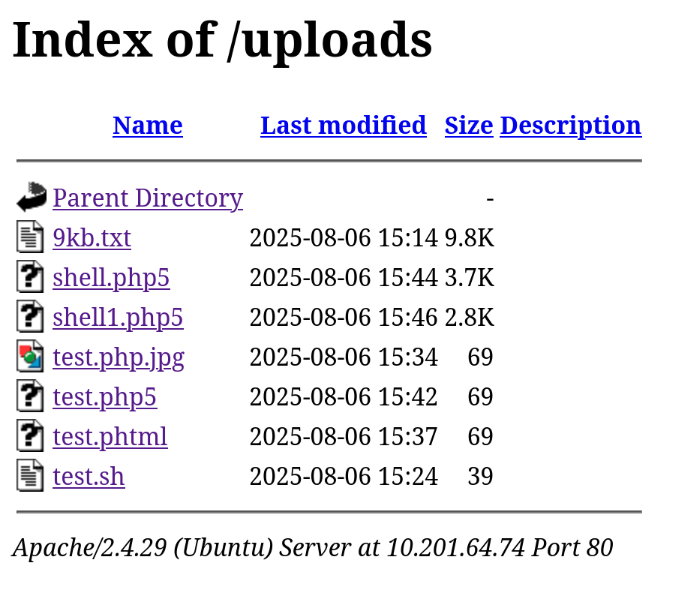 Index of /uploads
Name Last modified Size Description
Parent Directory -
9kb.txt 2025-08-06 15:14 9.8K
shell.php5 2025-08-06 15:44 3.7K
shell1.php5 2025-08-06 15:46 2.8K
test.php.jpg 2025-08-06 15:34 69
test.php5 2025-08-06 15:42 69
test.phtml 2025-08-06 15:37 69
test.sh 2025-08-06 15:24 39
Apache/2.4.29 (Ubuntu) Server at 10.201.64.74 Port 80